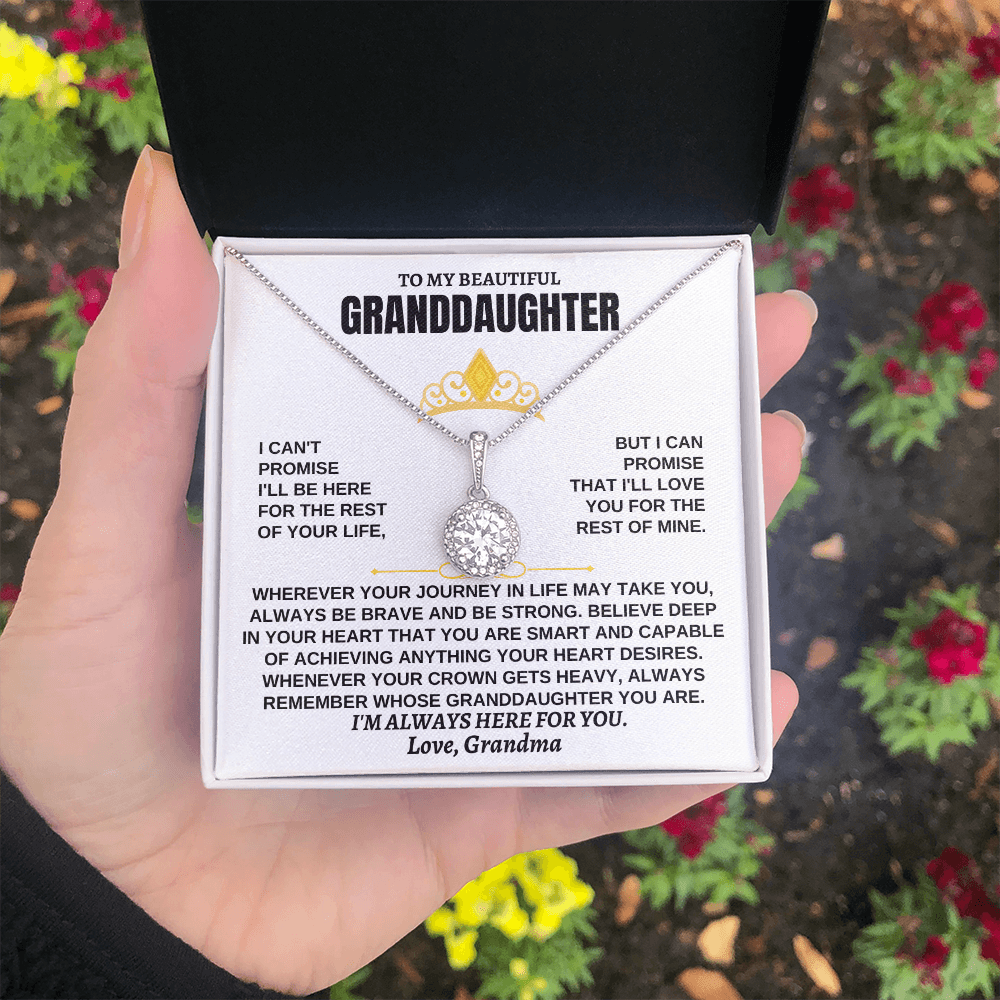 TO MY BEAUTIFUL
GRANDDAUGHTER
I CAN'T
PROMISE
I'LL BE HERE
FOR THE REST
OF YOUR LIFE,
BUT I CAN
PROMISE
THAT I'LL LOVE
YOU FOR THE
REST OF MINE.
WHEREVER YOUR JOURNEY IN LIFE MAY TAKE YOU,
ALWAYS BE BRAVE AND BE STRONG. BELIEVE DEEP
IN YOUR HEART THAT YOU ARE SMART AND CAPABLE
OF ACHIEVING ANYTHING YOUR HEART DESIRES.
WHENEVER YOUR CROWN GETS HEAVY, ALWAYS
REMEMBER WHOSE GRANDDAUGHTER YOU ARE.
I'M ALWAYS HERE FOR YOU.
Love, Grandma